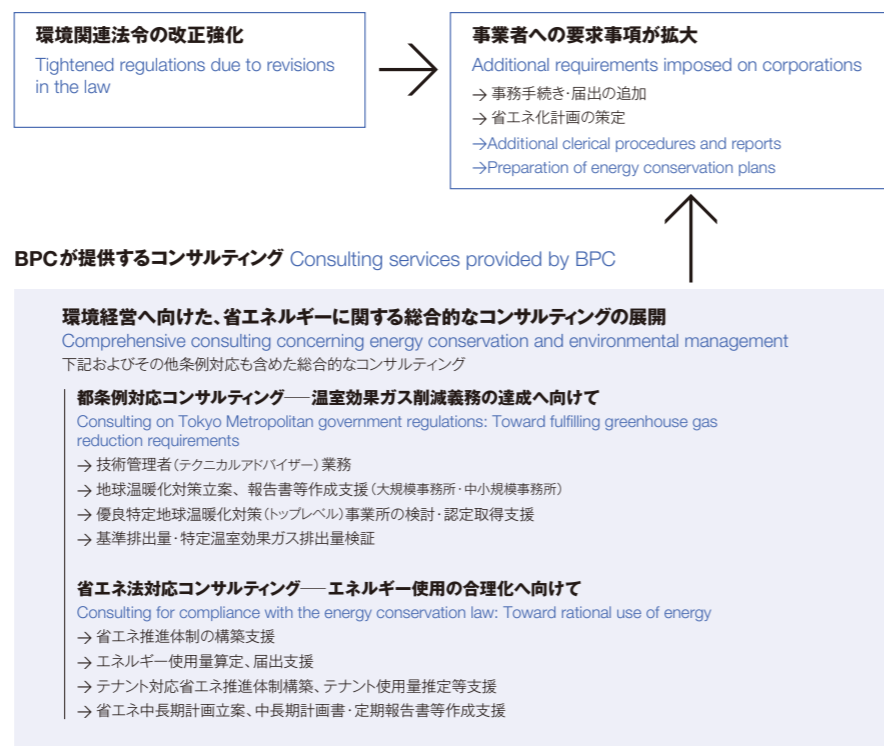 環境関連法令の改正強化
Tightened regulations due to revisions
in the law
事業者への要求事項が拡大
Additional requirements imposed on corporations
→ 事務手続き・届出の追加
→ 省エネ化計画の策定
→Additional clerical procedures and reports
→Preparation of energy conservation plans
BPCが提供するコンサルティング Consulting services provided by BPC
環境経営へ向けた、省エネルギーに関する総合的なコンサルティングの展開
Comprehensive consulting concerning energy conservation and environmental management
下記およびその他条例対応も含めた総合的なコンサルティング
都条例対応コンサルティング──温室効果ガス削減義務の達成へ向けて
Consulting on Tokyo Metropolitan government regulations: Toward fulfilling greenhouse gas
reduction requirements
→ 技術管理者(テクニカルアドバイザー)業務
→ 地球温暖化対策立案、報告書等作成支援(大規模事務所・中小規模事務所)
→ 優良特定地球温暖化対策(トップレベル)事業所の検討・認定取得支援
→ 基準排出量・特定温室効果ガス排出量検証
省エネ法対応コンサルティング──エネルギー使用の合理化へ向けて
Consulting for compliance with the energy conservation law: Toward rational use of energy
→ 省エネ推進体制の構築支援
→ エネルギー使用量算定、届出支援
→ テナント対応省エネ推進体制構築、テナント使用量推定等支援
→ 省エネ中長期計画立案、中長期計画書・定期報告書等作成支援